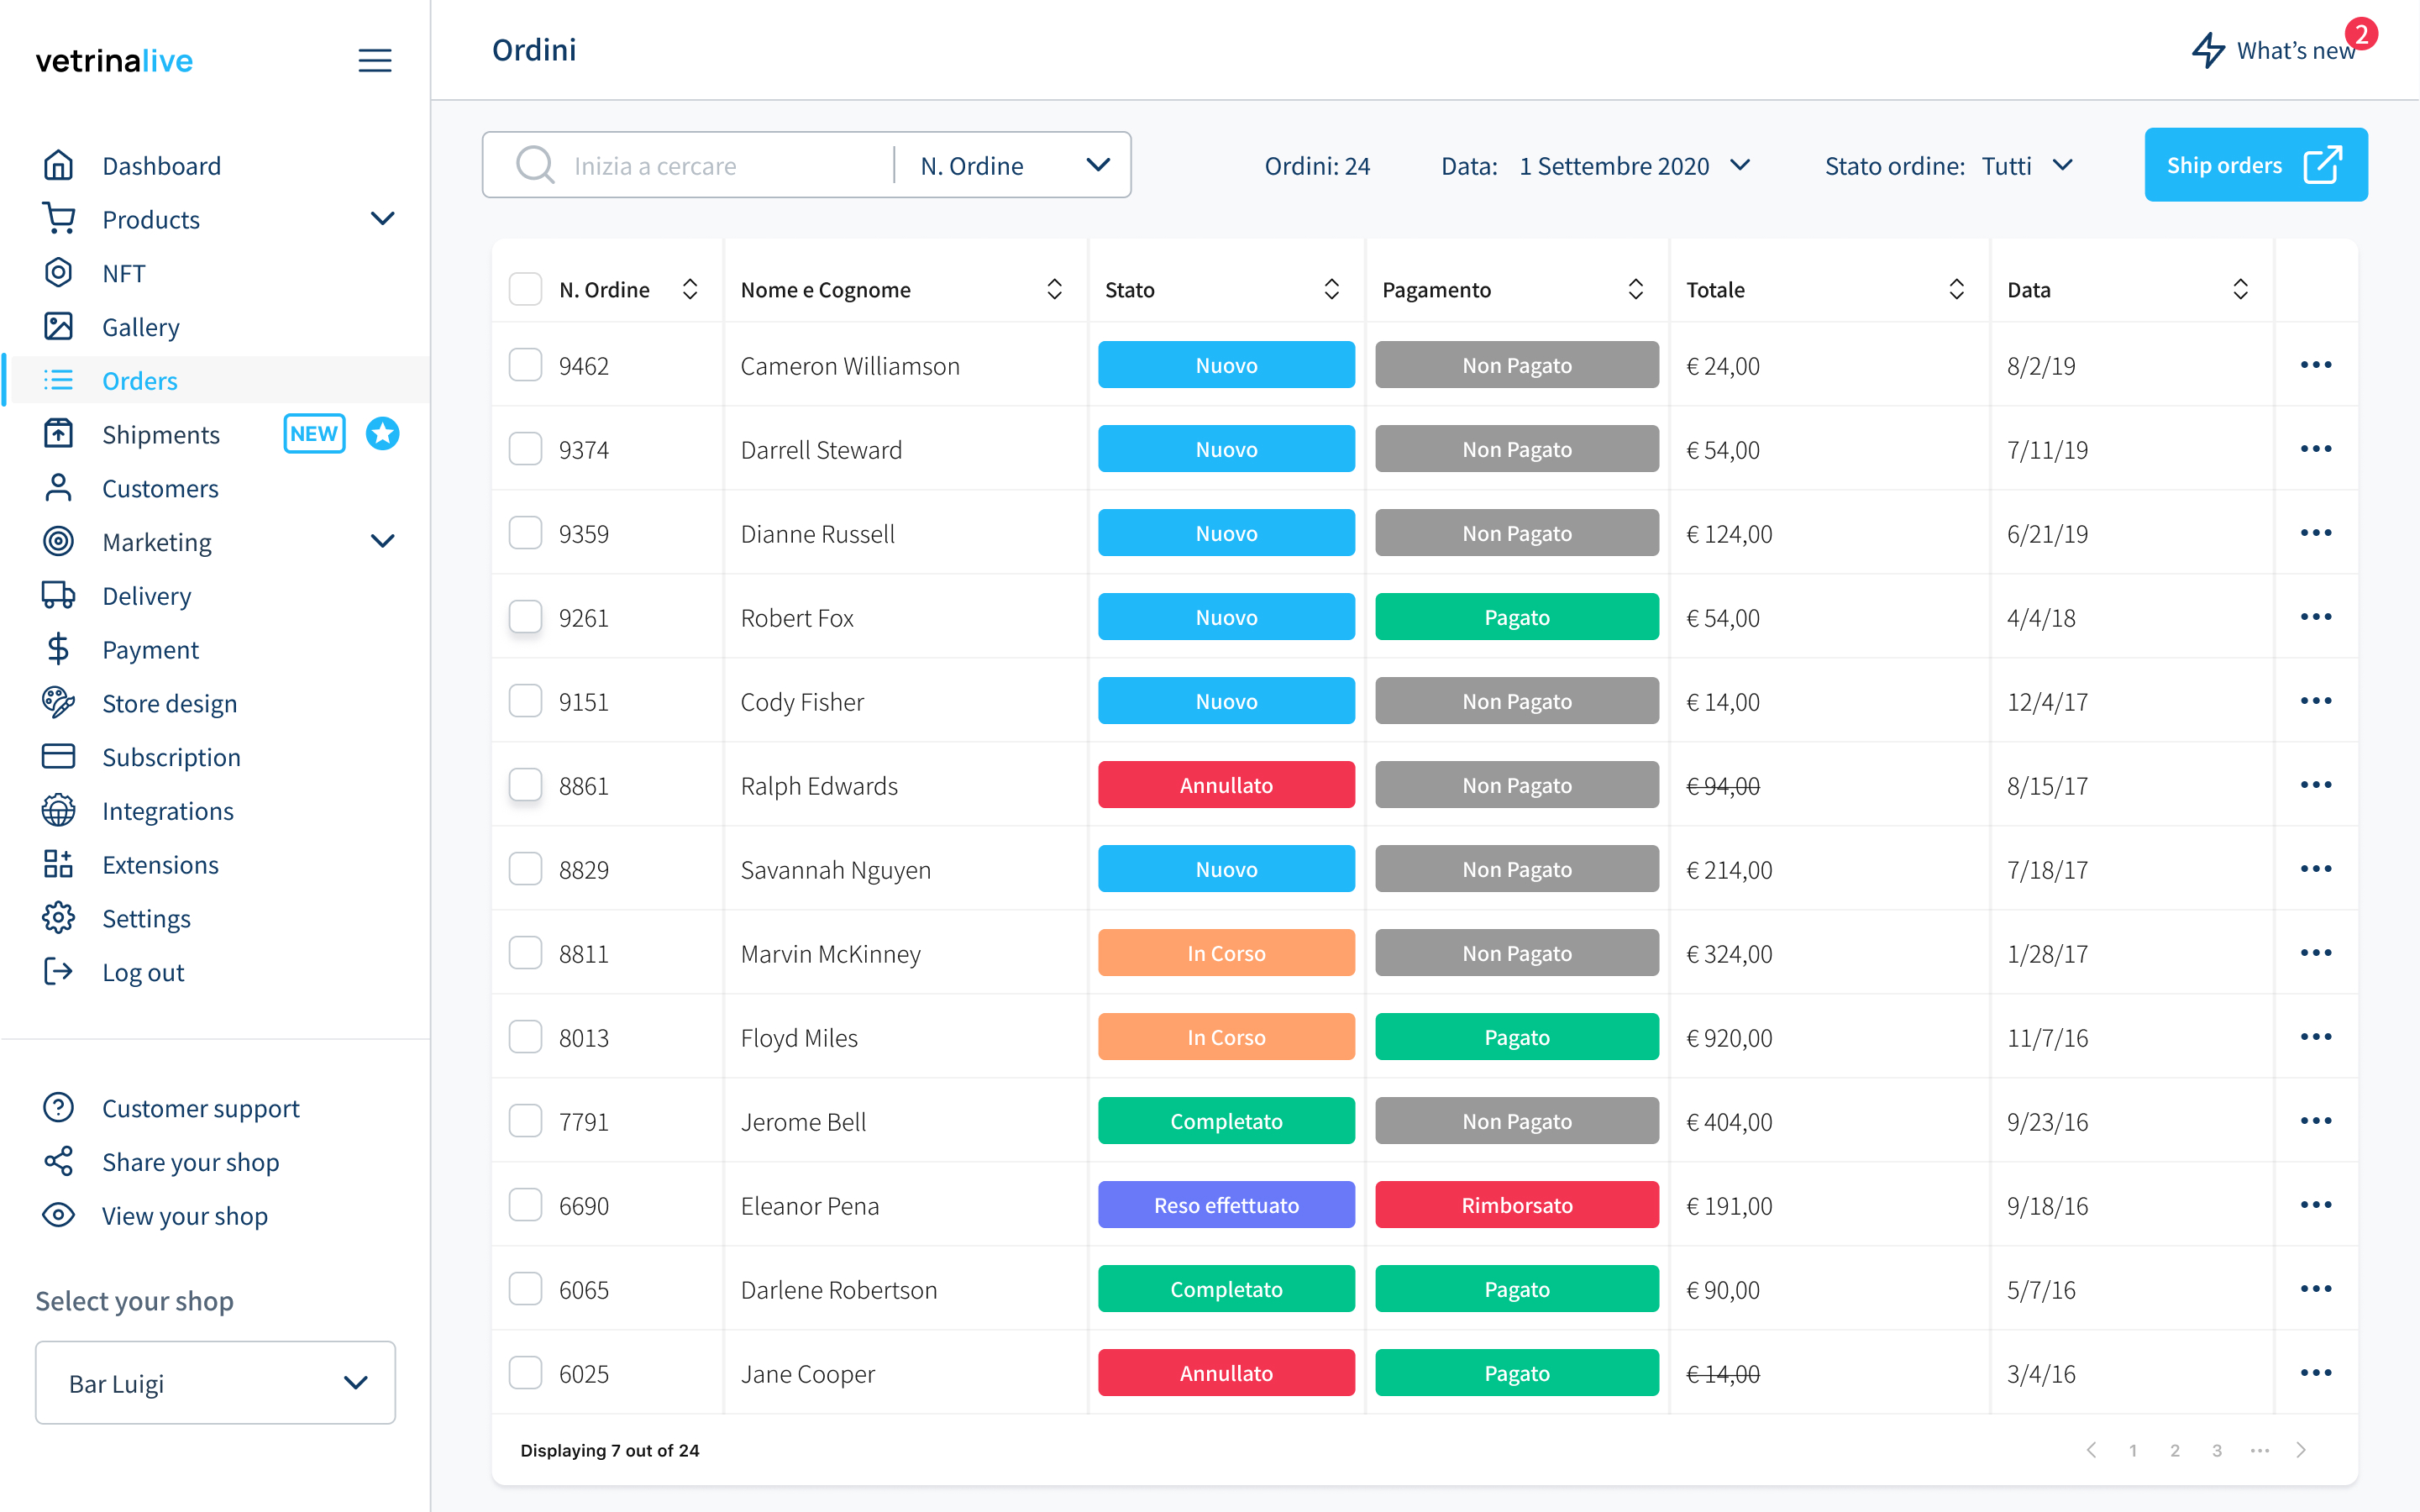 vetrinalive
Dashboard
Products
NFT
Gallery
Orders
Shipments NEW
Customers
Marketing
Delivery
Payment
Store design
Subscription
Integrations
Extensions
Settings
Log out
Customer support
Share your shop
View your shop
Select your shop
Bar Luigi
Ordini
What's new 2
Inizia a cercare N. Ordine Ordini: 24 Data: 1 Settembre 2020 Stato ordine: Tutti Ship orders
N. Ordine Nome e Cognome Stato Pagamento Totale Data
9462 Cameron Williamson Nuovo Non Pagato € 24,00 8/2/19
9374 Darrell Steward Nuovo Non Pagato € 54,00 7/11/19
9359 Dianne Russell Nuovo Non Pagato € 124,00 6/21/19
9261 Robert Fox Nuovo Pagato € 54,00 4/4/18
9151 Cody Fisher Nuovo Non Pagato € 14,00 12/4/17
8861 Ralph Edwards Annullato Non Pagato € 94,00 8/15/17
8829 Savannah Nguyen Nuovo Non Pagato € 214,00 7/18/17
8811 Marvin McKinney In Corso Non Pagato € 324,00 1/28/17
8013 Floyd Miles In Corso Pagato € 920,00 11/7/16
7791 Jerome Bell Completato Non Pagato € 404,00 9/23/16
6690 Eleanor Pena Reso effettuato Rimborsato € 191,00 9/18/16
6065 Darlene Robertson Completato Pagato € 90,00 5/7/16
6025 Jane Cooper Annullato Pagato € 14,00 3/4/16
Displaying 7 out of 24 1 2 3 ...